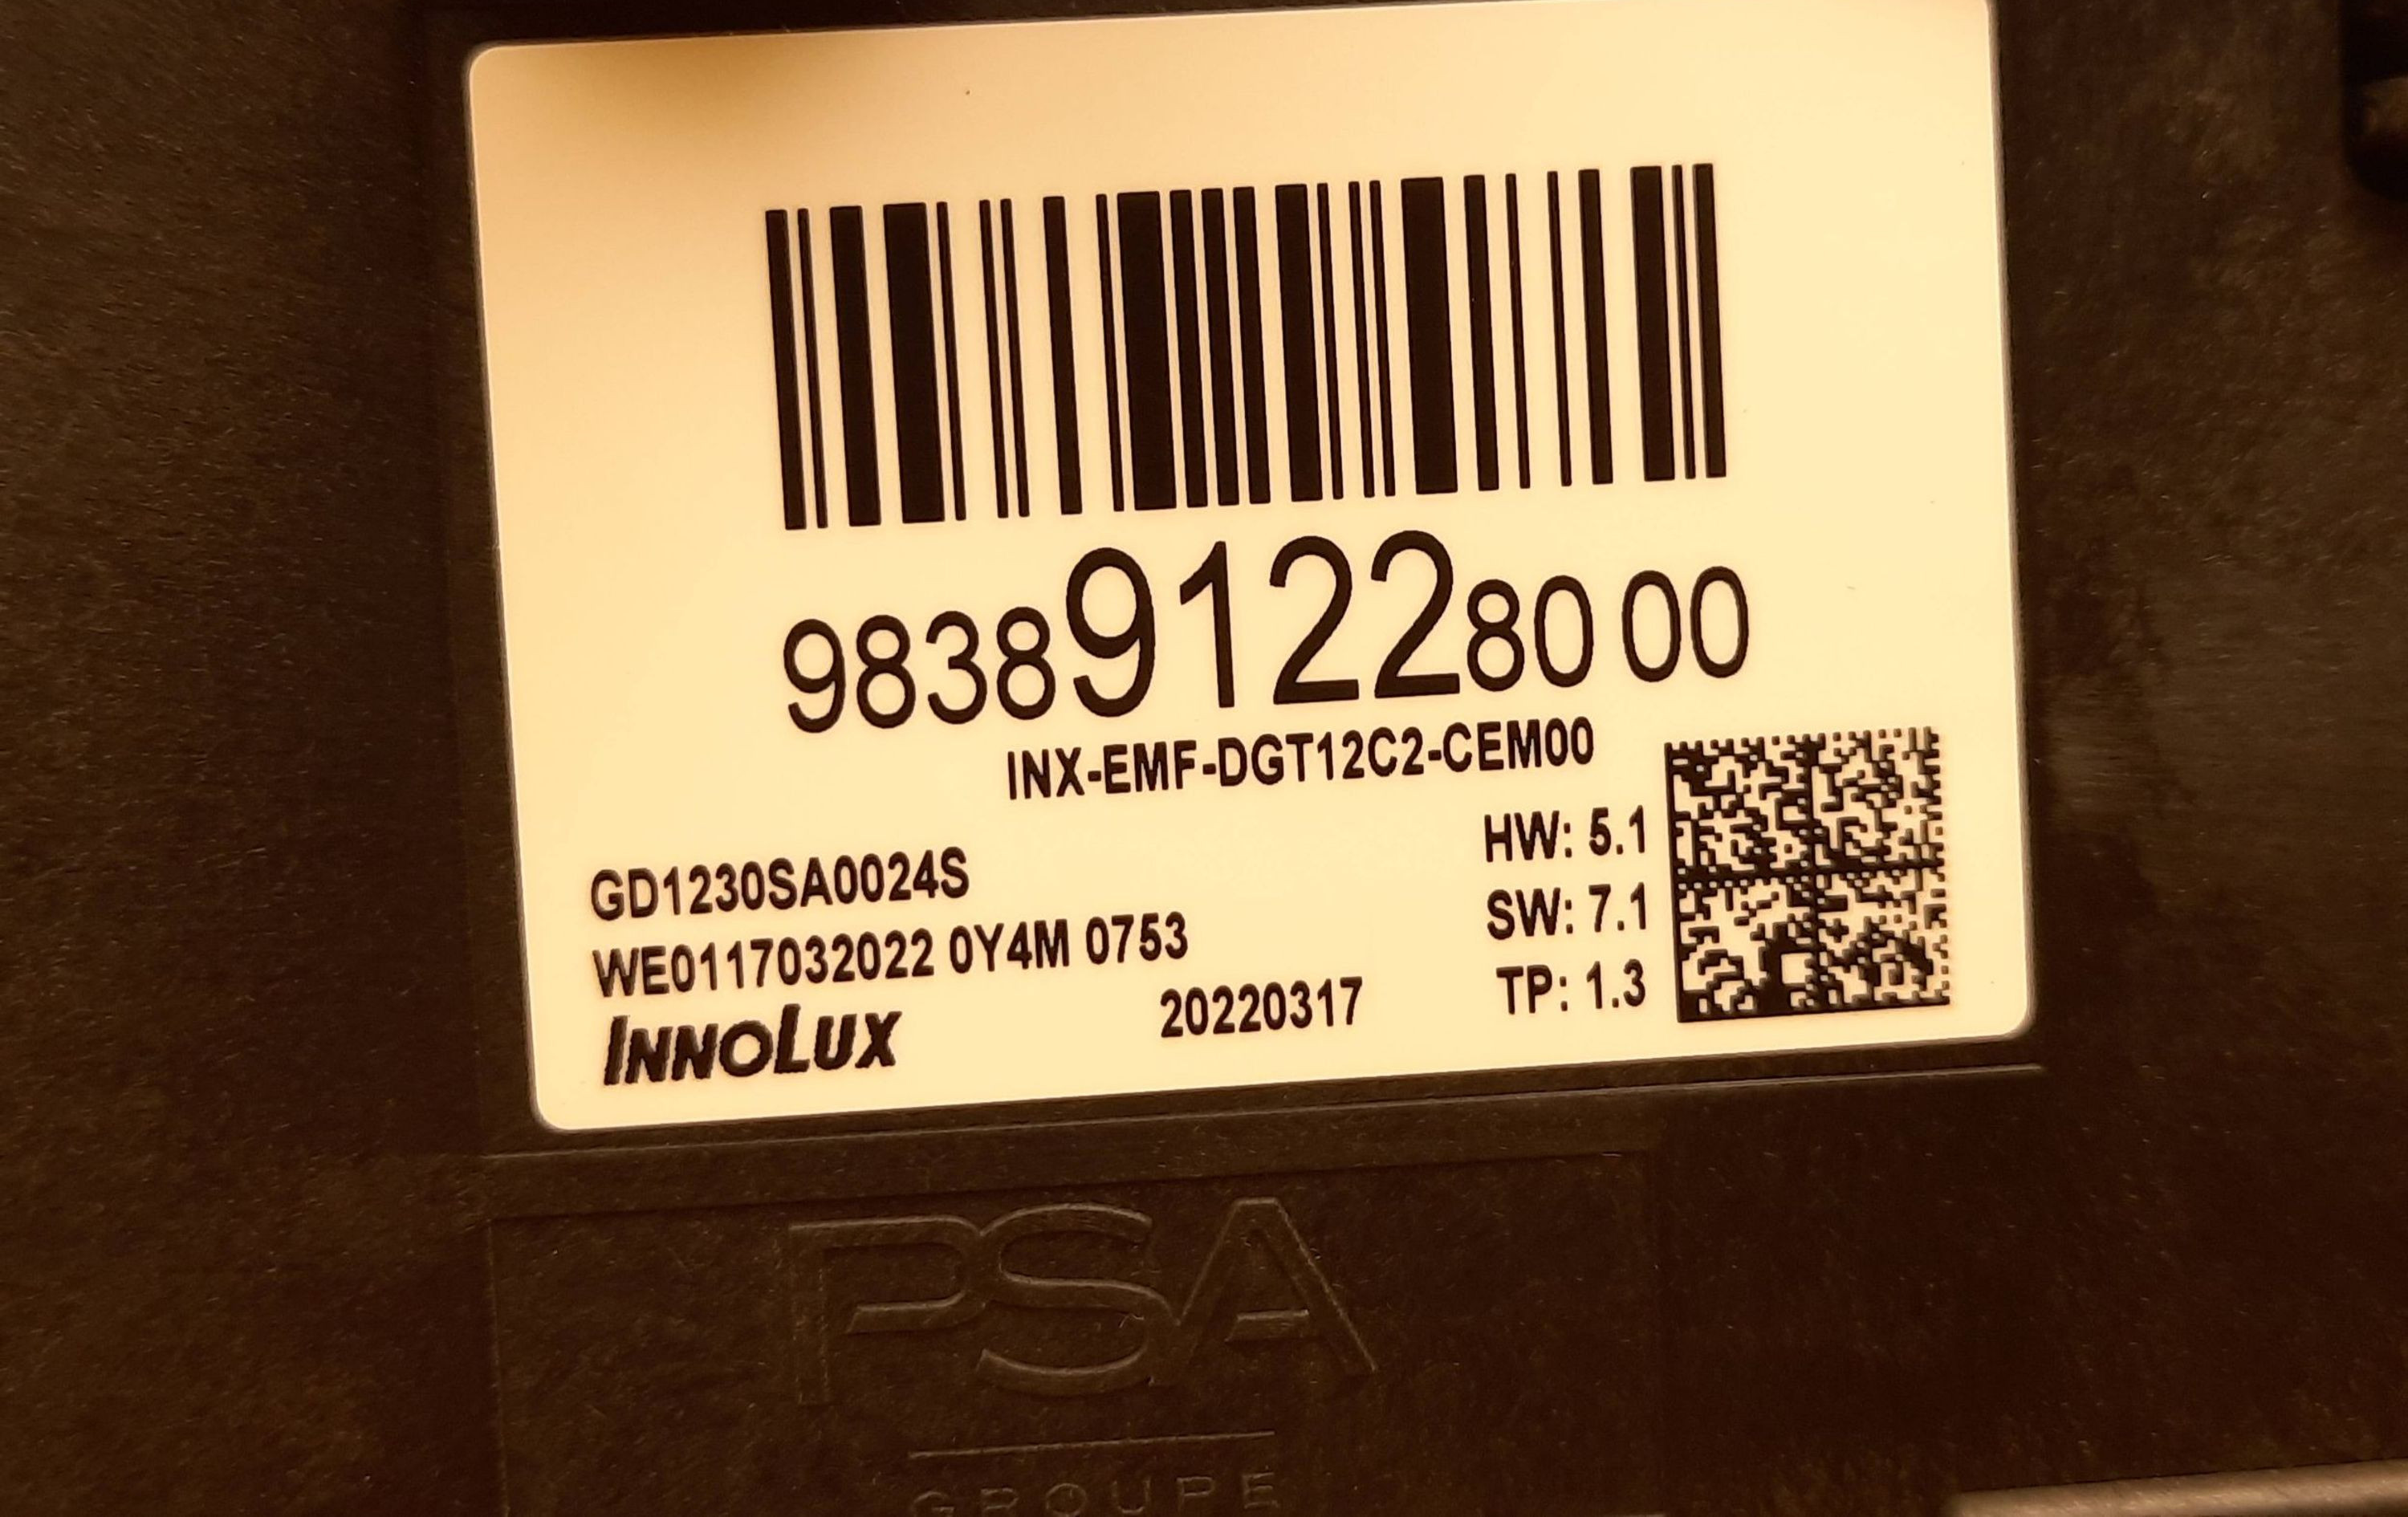 9838912280 00
INX-EMF-DGT12C2-CEM00
HW: 5.1
GD1230SA0024S
SW: 7.1
WE0117032022 0Y4M 0753
TP: 1.3
INNOLUX
20220317
PSA
GROUPE